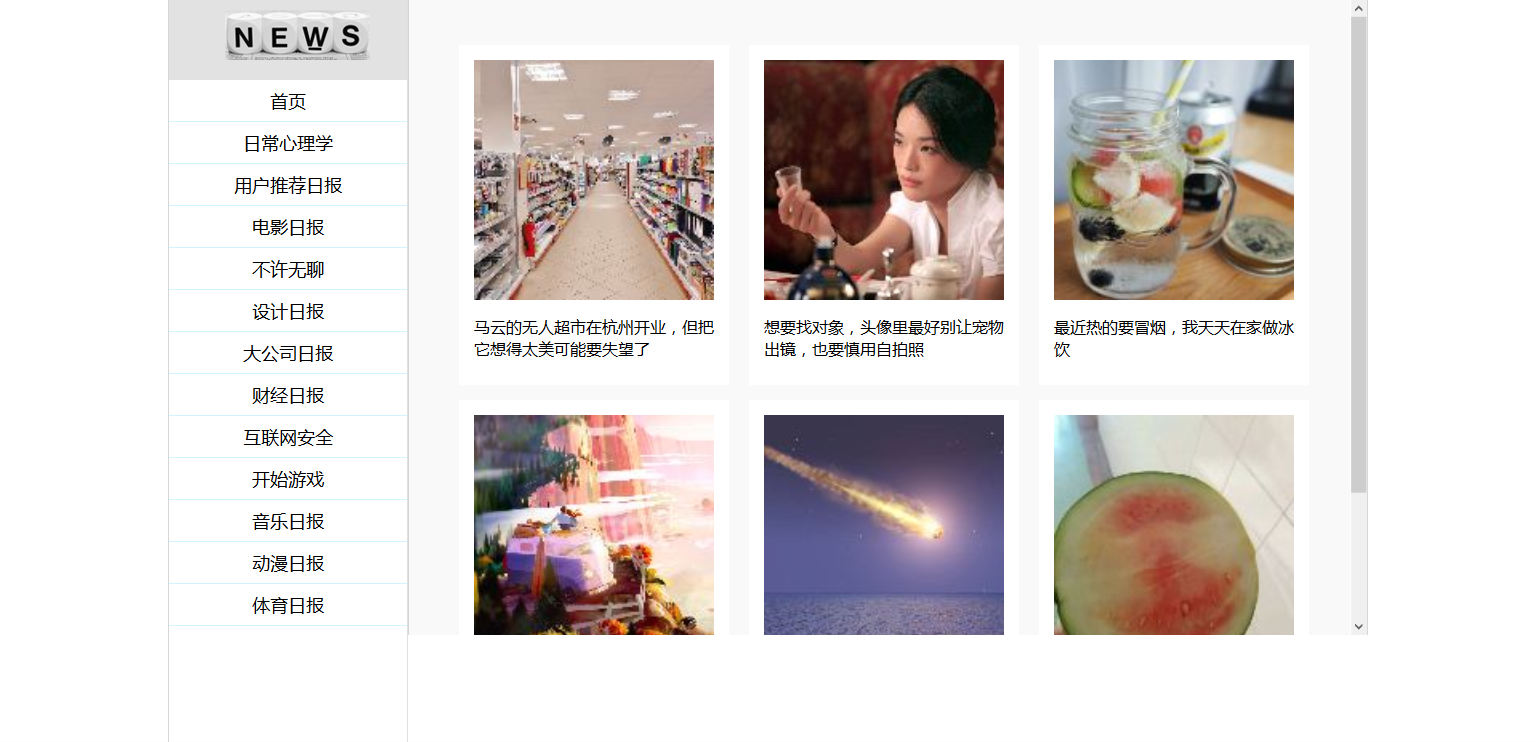 NEWS
首页
日常心理学
用户推荐日报
电影日报
不许无聊
设计日报
大公司日报
财经日报
互联网安全
开始游戏
音乐日报
动漫日报
体育日报
马云的无人超市在杭州开业，但把
它想得太美可能要失望了
想要找对象，头像里最好别让宠物
出镜，也要慎用自拍照
最近热的要冒烟，我天天在家做冰
饮